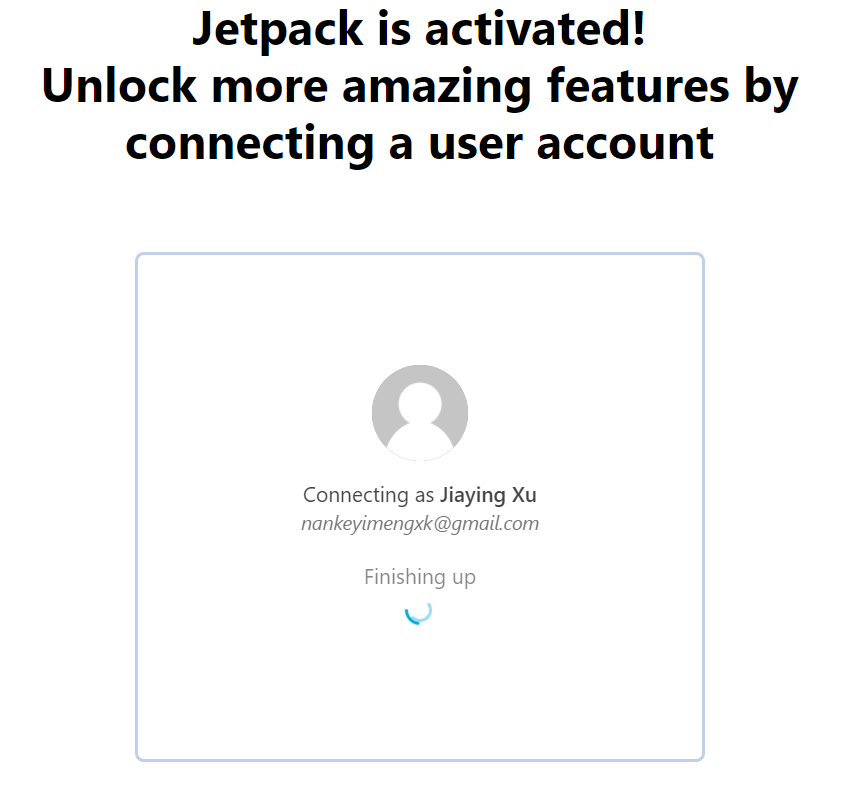 Jetpack is activated!
Unlock more amazing features by
connecting a user account
Connecting as Jiaying Xu
nankeyimengxk@gmail.com
Finishing up